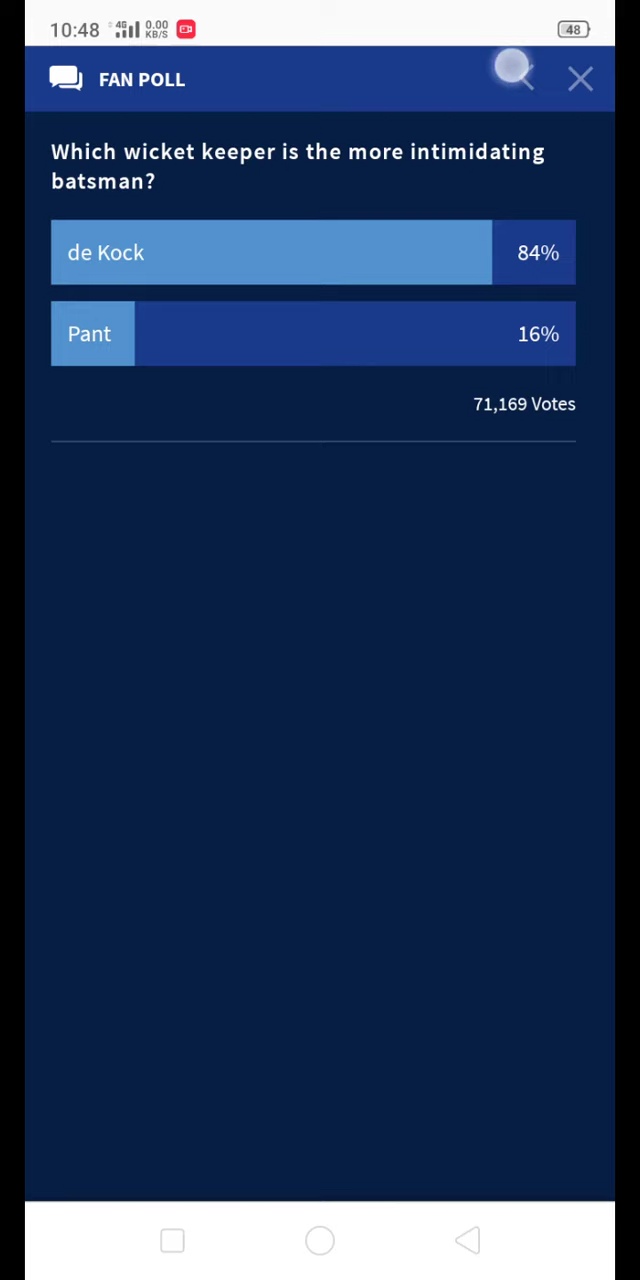 10:48 4G 0.00 KB/S 48
FAN POLL
Which wicket keeper is the more intimidating
batsman?
de Kock 84%
Pant 16%
71,169 Votes